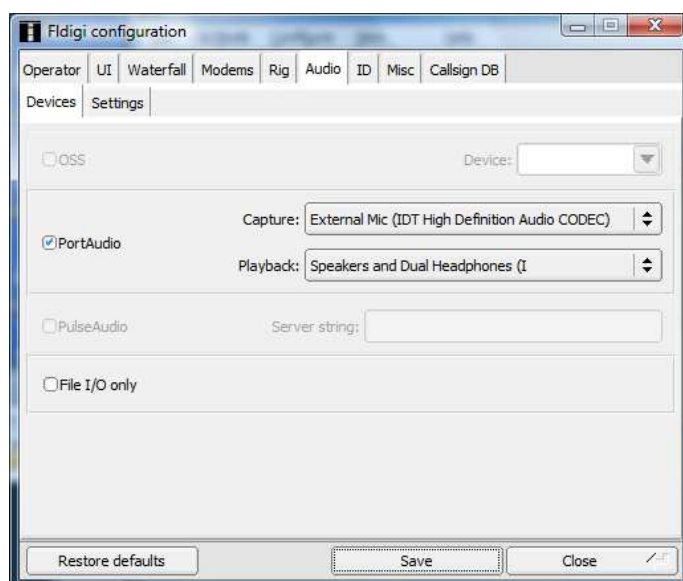 Fldigi configuration
Operator UI Waterfall Modems Rig Audio ID Misc Callsign DB
Devices Settings
OSS Device:
Capture: External Mic (IDT High Definition Audio CODEC)
PortAudio
Playback: Speakers and Dual Headphones (I
PulseAudio Server string:
File I/O only
Restore defaults Save Close